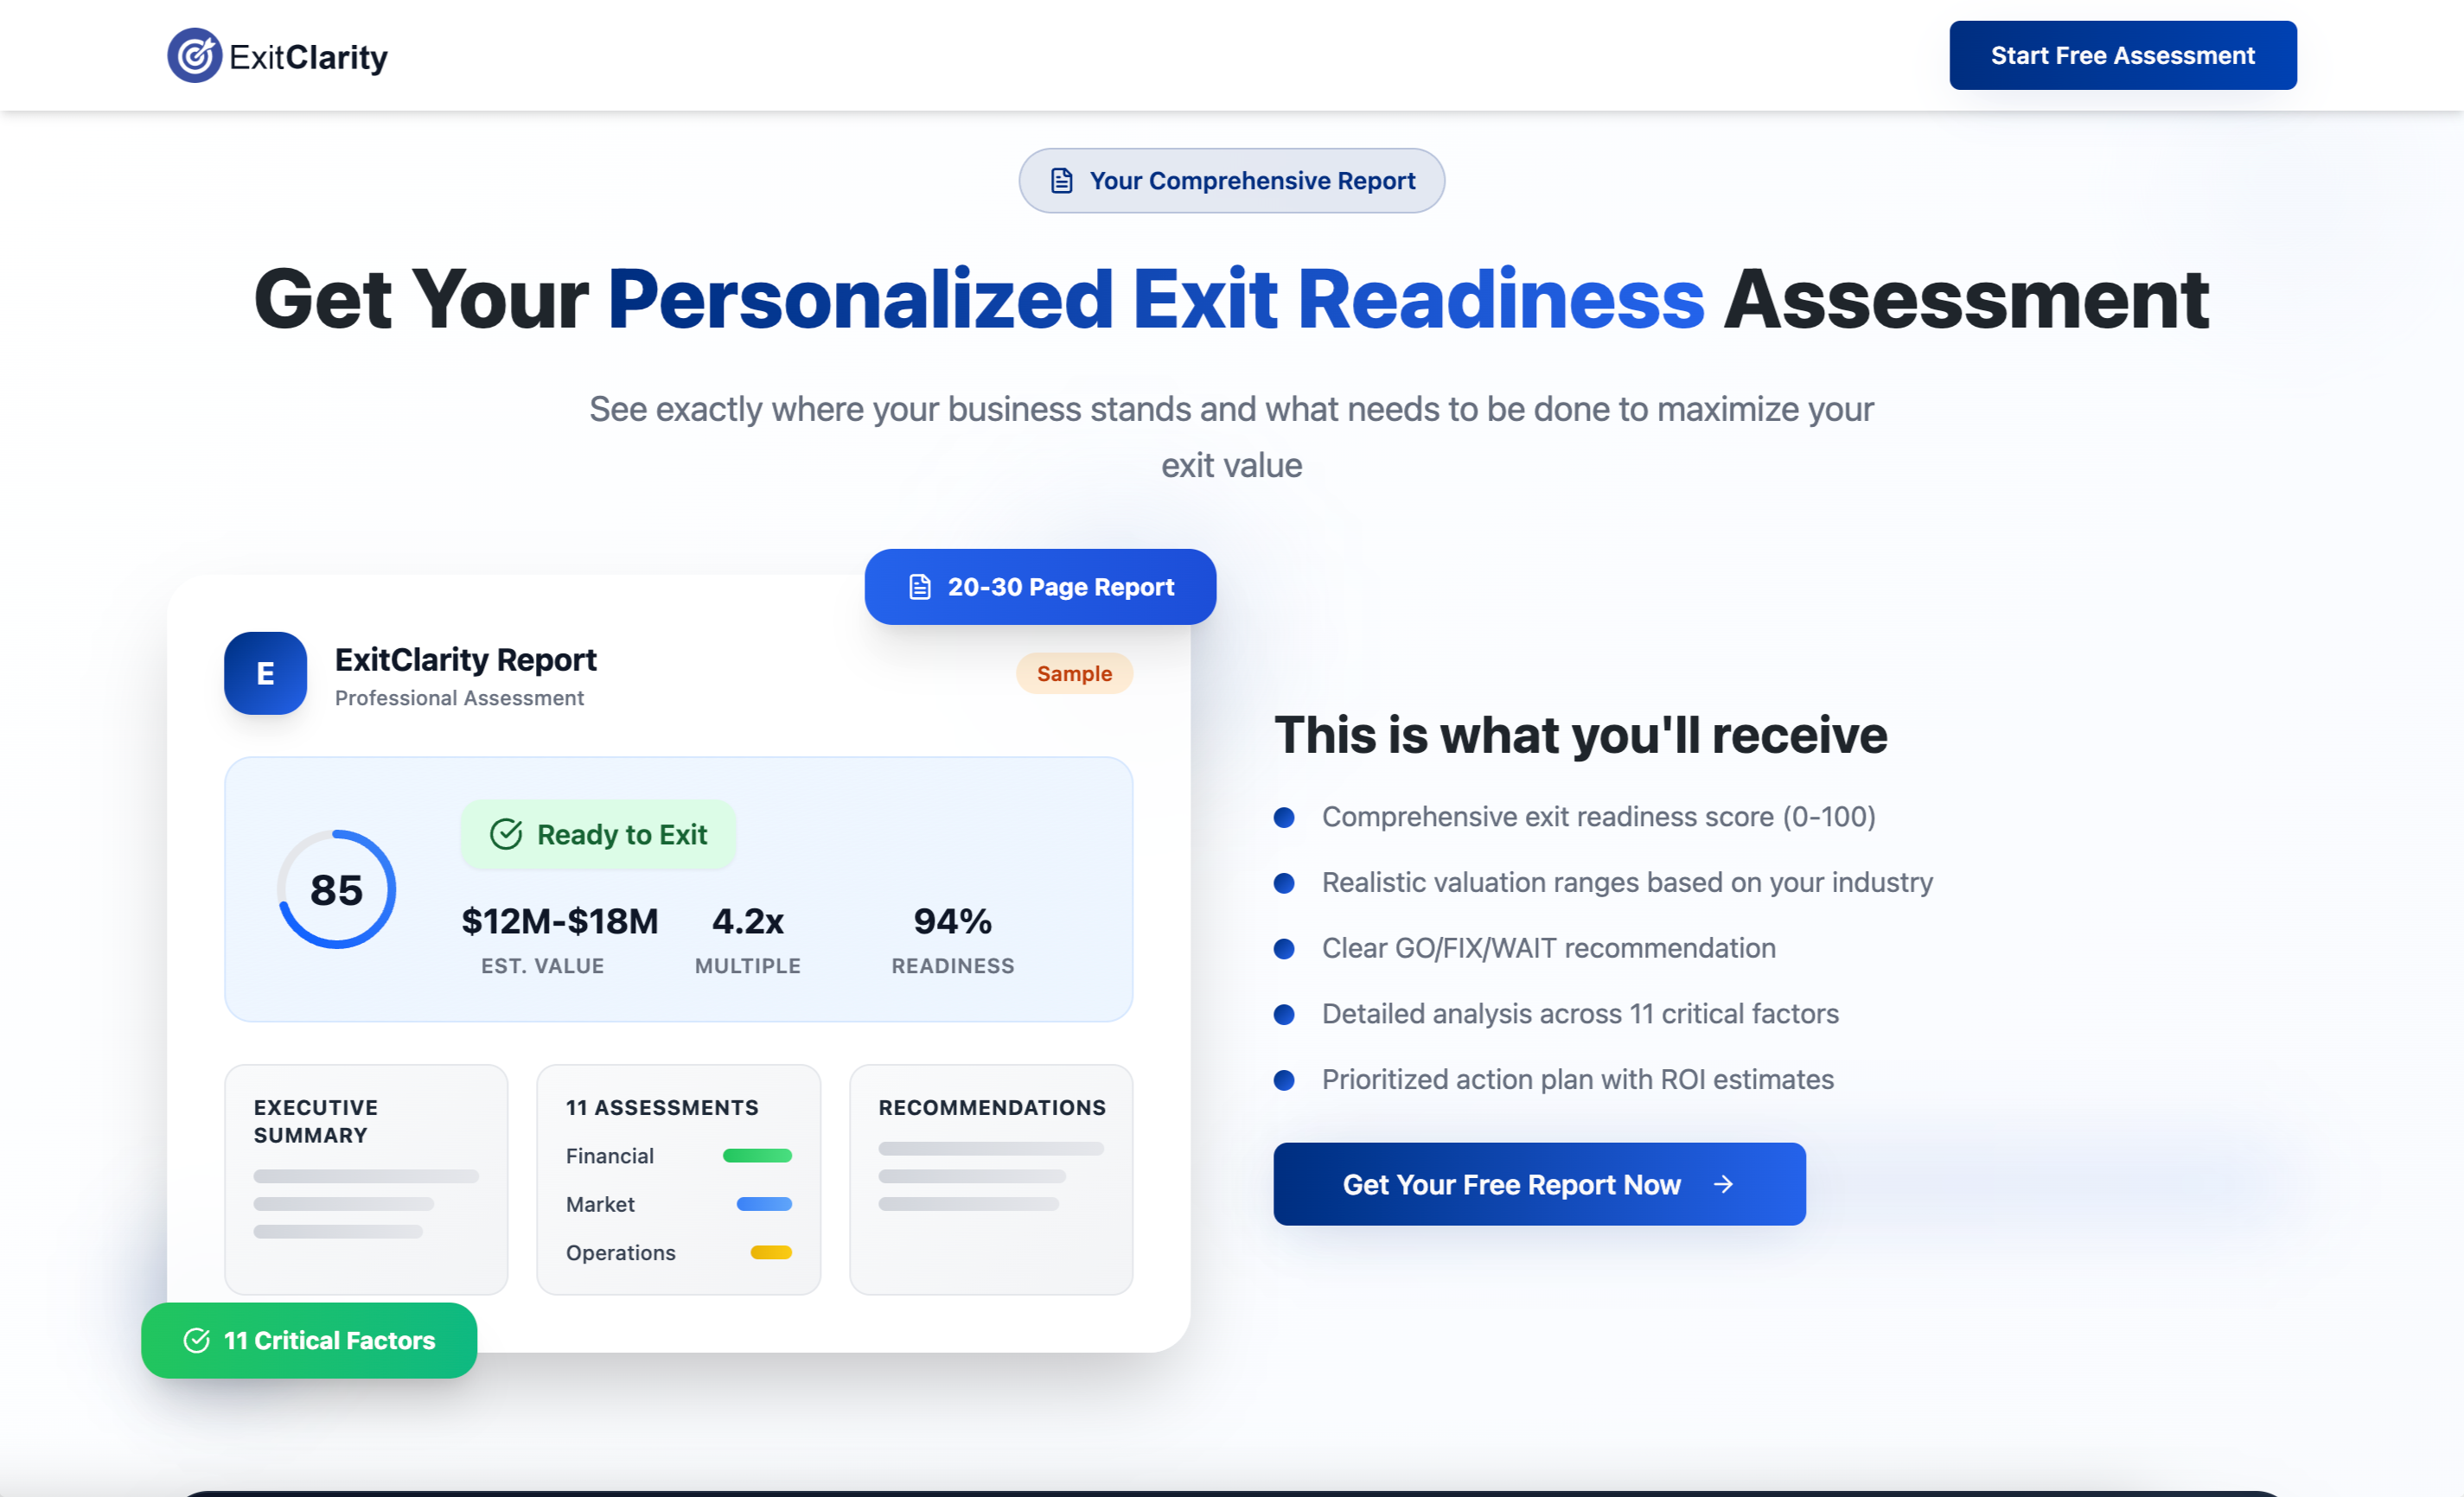 ExitClarity
Start Free Assessment
Your Comprehensive Report
Get Your Personalized Exit Readiness Assessment
See exactly where your business stands and what needs to be done to maximize your
exit value
20-30 Page Report
E
ExitClarity Report
Professional Assessment
Sample
85
Ready to Exit
$12M-$18M
EST. VALUE
4.2x
MULTIPLE
94%
READINESS
EXECUTIVE
SUMMARY
11 ASSESSMENTS
Financial
Market
Operations
RECOMMENDATIONS
11 Critical Factors
This is what you'll receive
Comprehensive exit readiness score (0-100)
Realistic valuation ranges based on your industry
Clear GO/FIX/WAIT recommendation
Detailed analysis across 11 critical factors
Prioritized action plan with ROI estimates
Get Your Free Report Now